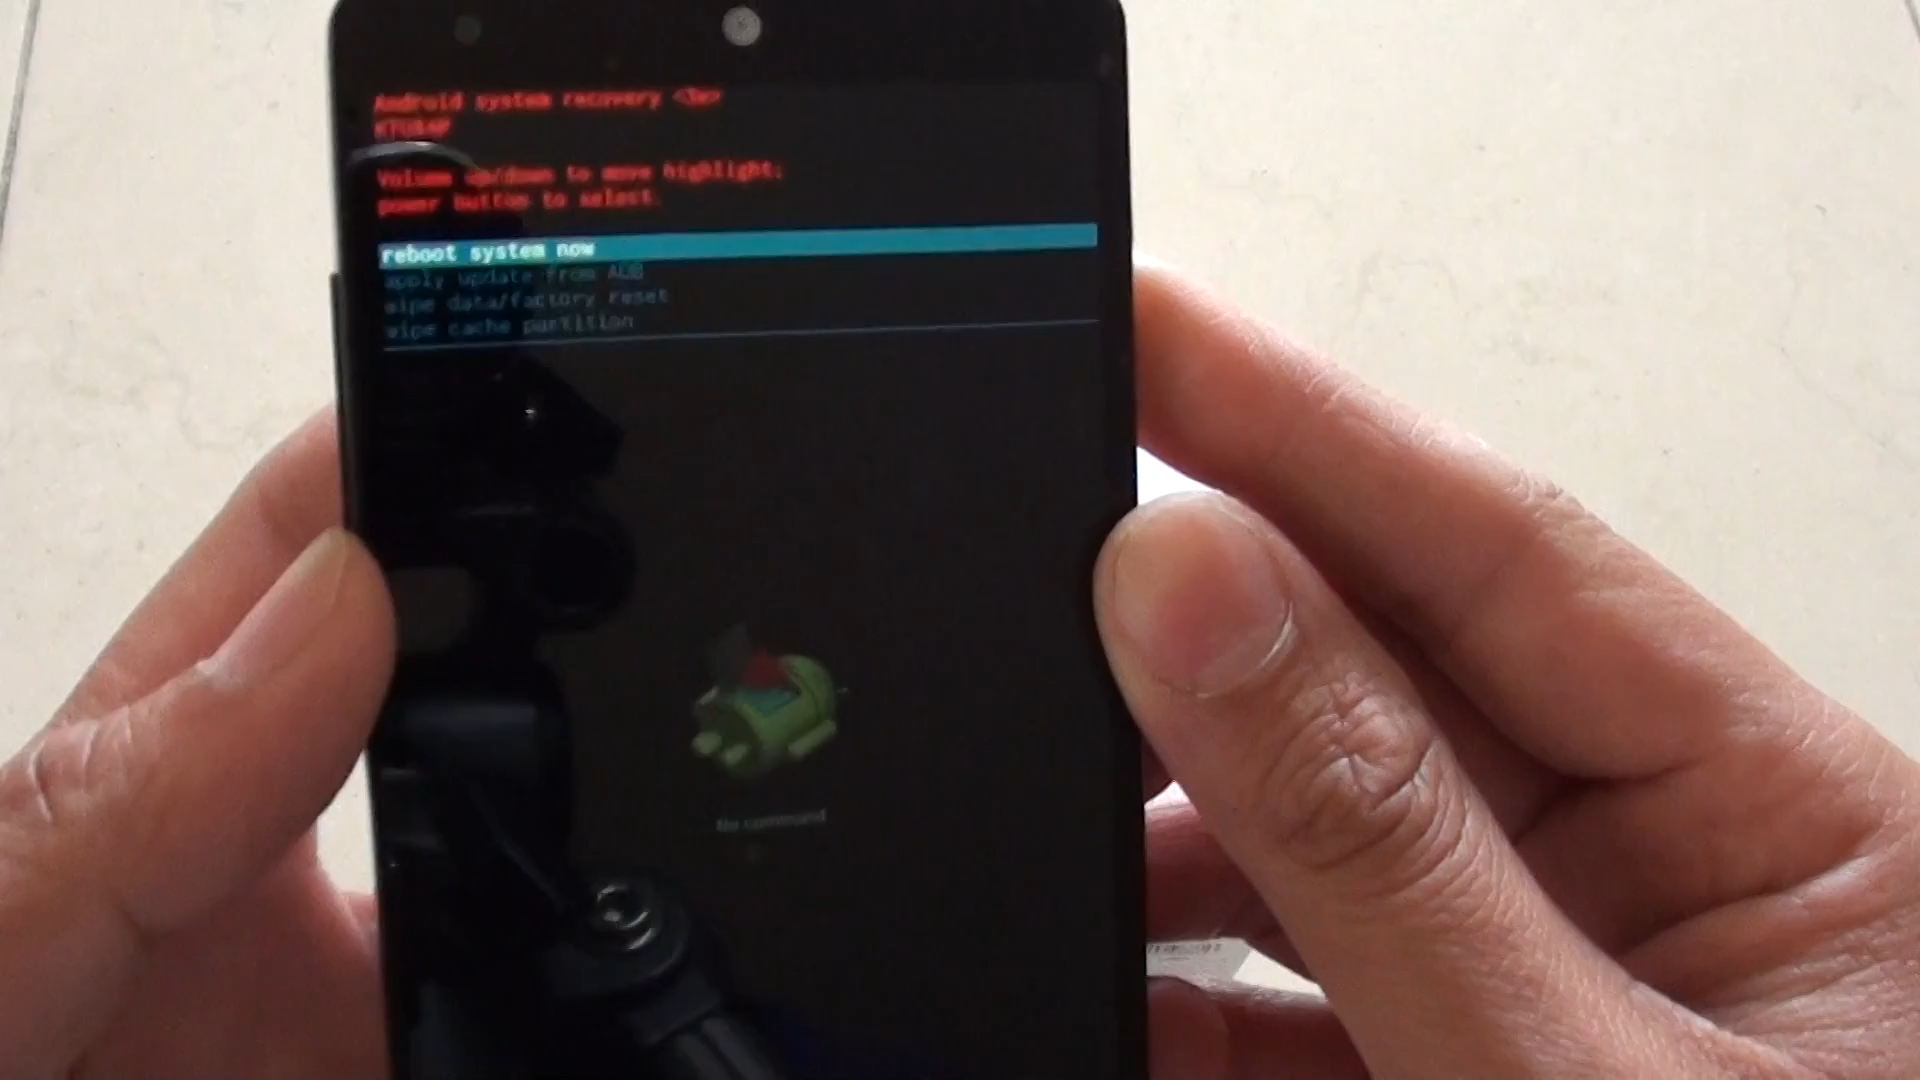 Android system recovery <3e>
KTU84P
Volume up/down to move highlight;
power button to select.
reboot system now
apply update from ADB
wipe data/factory reset
wipe cache partition
No command